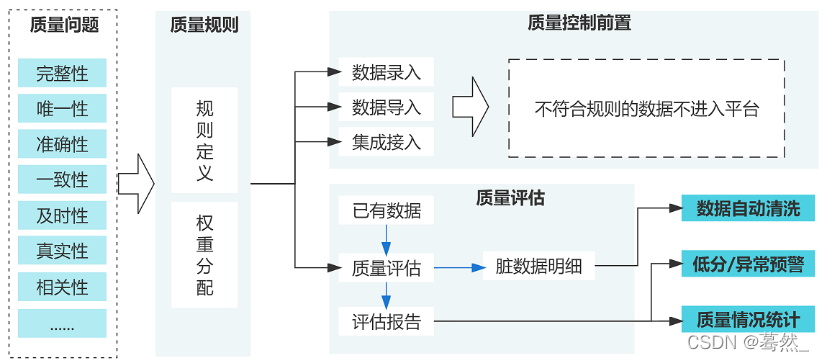 质量问题
完整性
唯一性
准确性
一致性
及时性
真实性
相关性
......
质量规则
规则定义
权重分配
质量控制前置
数据录入
数据导入
集成接入
不符合规则的数据不进入平台
质量评估
已有数据
质量评估
评估报告
脏数据明细
数据自动清洗
低分/异常预警
质量情况统计
CSDN @蓦然_